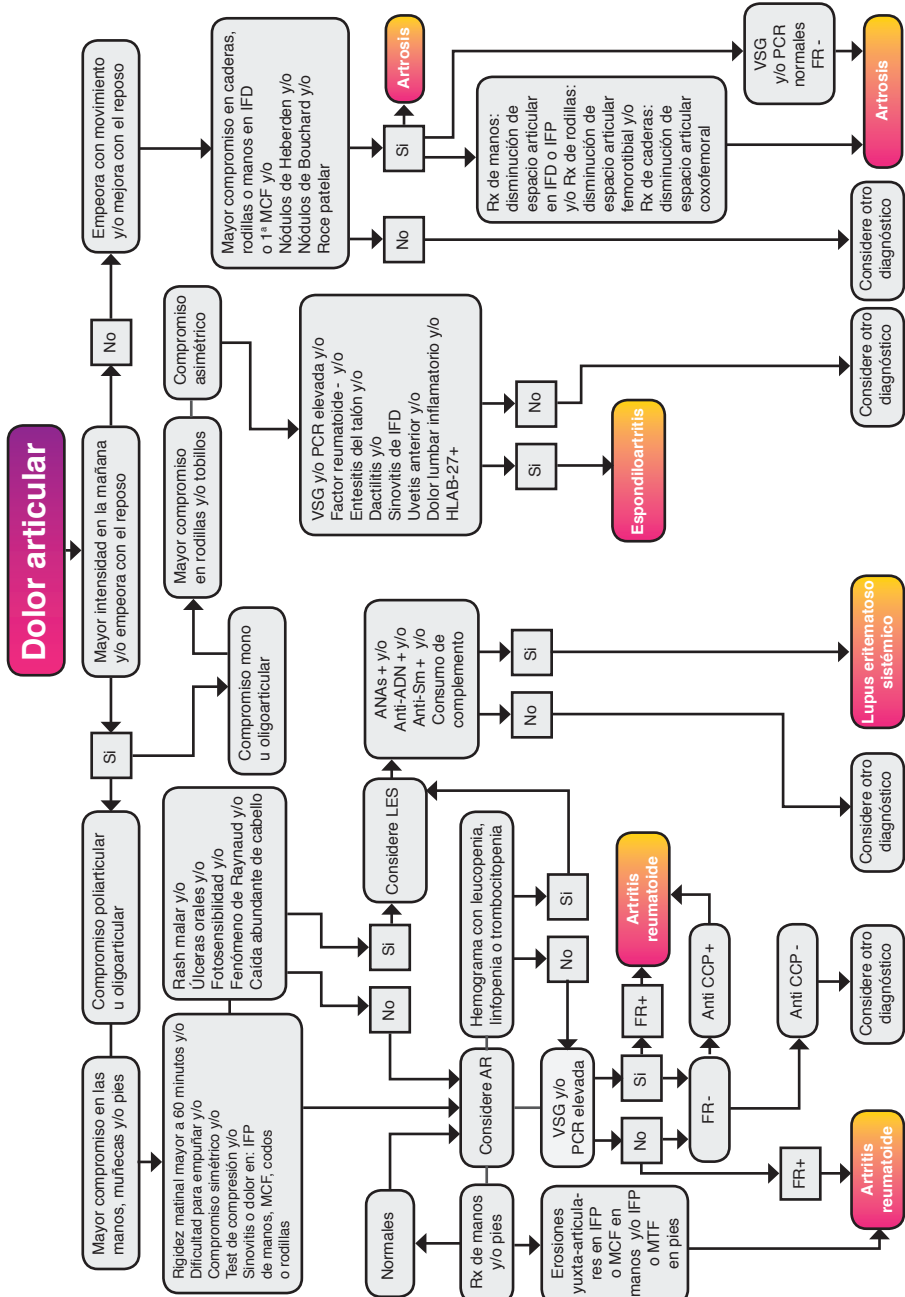 Dolor articular
Mayor intensidad en la mañana
y/o empeora con el reposo
Si
No
Compromiso poliarticular
u oligoarticular
Compromiso mono
u oligoarticular
Empeora con movimiento
y/o mejora con el reposo
Mayor compromiso en las
manos, muñecas y/o pies
Mayor compromiso
en rodillas y/o tobillos
Compromiso
asimétrico
Rigidez matinal mayor a 60 minutos y/o
Dificultad para empuñar y/o
Compromiso simétrico y/o
Test de compresión y/o
Sinovitis o dolor en: IFP
de manos, MCF, codos
o rodillas
Rash malar y/o
Úlceras orales y/o
Fotosensibilidad y/o
Fenómeno de Raynaud y/o
Caída abundante de cabello
No
Si
Considere LES
ANAs + y/o
Anti-ADN + y/o
Anti-Sm + y/o
Consumo de
complemento
No
Si
Considere otro
diagnóstico
Lupus eritematoso
sistémico
VSG y/o PCR elevada y/o
Factor reumatoide - y/o
Entesitis del talón y/o
Dactilitis y/o
Sinovitis de IFD
Uvetis anterior y/o
Dolor lumbar infiamatorio y/o
HLAB-27+
Si
No
Espondiloartritis
Considere otro
diagnóstico
Mayor compromiso en caderas,
rodillas o manos en IFD
o 1ª MCF y/o
Nódulos de Heberden y/o
Nódulos de Bouchard y/o
Roce patelar
No
Si
Artrosis
Considere otro
diagnóstico
Rx de manos:
disminución de
espacio articular
en IFD o IFP
y/o Rx de rodillas:
disminución de
espacio articular
femorotibial y/o
Rx de caderas:
disminución de
espacio articular
coxofemoral
VSG
y/o PCR
normales
FR -
Artrosis
Normales
Considere AR
Hemograma con leucopenia,
linfopenia o trombocitopenia
No
Si
Rx de manos
y/o pies
VSG y/o
PCR elevada
Erosiones
yuxta-articula-
res en IFP
o MCF en
manos y/o IFP
o MTF
en pies
No
Si
FR+
Artritis
reumatoide
FR-
Anti CCP+
FR+
Anti CCP-
Artritis
reumatoide
Considere otro
diagnóstico